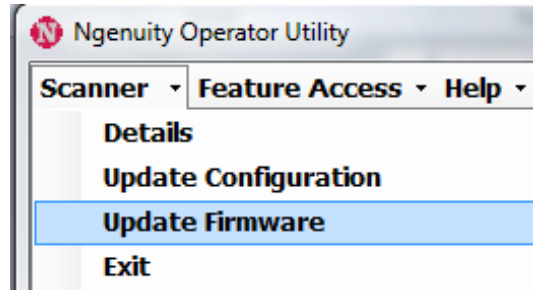 N Ngenuity Operator Utility
Scanner Feature Access Help
Details
Update Configuration
Update Firmware
Exit